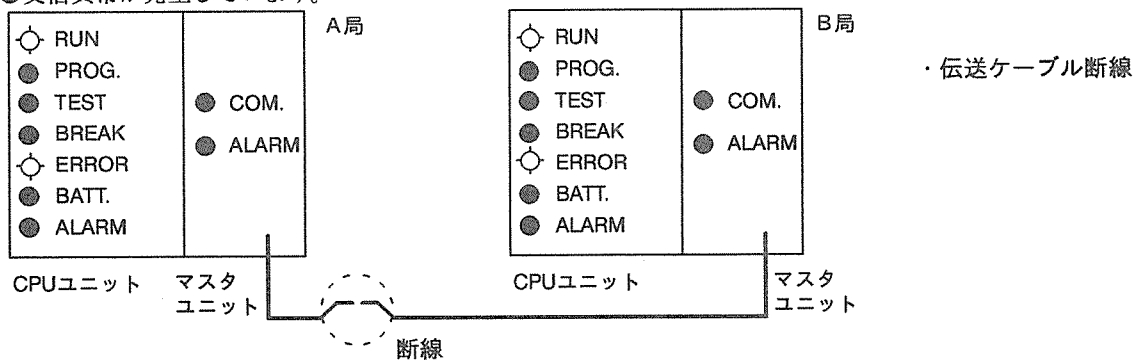 A局
RUN
PROG.
TEST
BREAK
ERROR
BATT.
ALARM
COM.
ALARM
CPUユニット
マスタ
ユニット
B局
RUN
PROG.
TEST
BREAK
ERROR
BATT.
ALARM
COM.
ALARM
CPUユニット
マスタ
ユニット
断線
・伝送ケーブル断線